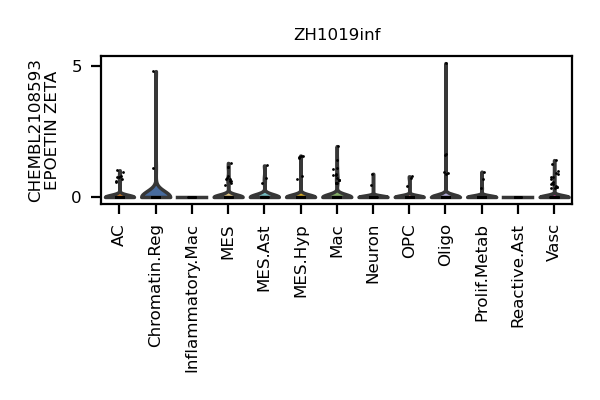 ZH1019inf
CHEMBL2108593
EPOETIN ZETA
5
0
AC
Chromatin.Reg
Inflammatory.Mac
MES
MES.Ast
MES.Hyp
Mac
Neuron
OPC
Oligo
Prolif.Metab
Reactive.Ast
Vasc